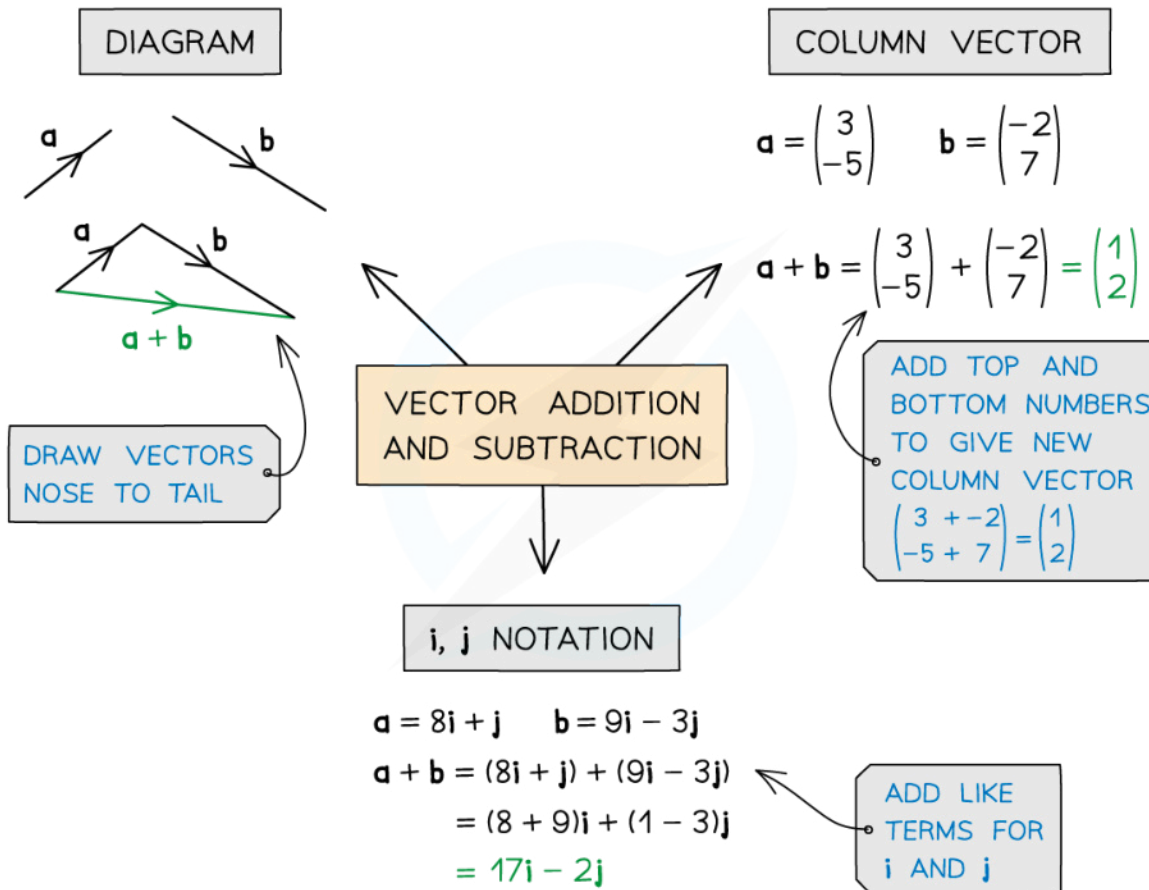 DIAGRAM
a
b
a
b
a + b
DRAW VECTORS
NOSE TO TAIL
COLUMN VECTOR
a = (3 −5) b = (−2 7)
a + b = (3 −5) + (−2 7) = (1 2)
ADD TOP AND
BOTTOM NUMBERS
TO GIVE NEW
COLUMN VECTOR
(3 + −2 −5 + 7) = (1 2)
VECTOR ADDITION
AND SUBTRACTION
i, j NOTATION
a = 8i + j b = 9i − 3j
a + b = (8i + j) + (9i − 3j)
= (8 + 9)i + (1 − 3)j
= 17i − 2j
ADD LIKE
TERMS FOR
i AND j